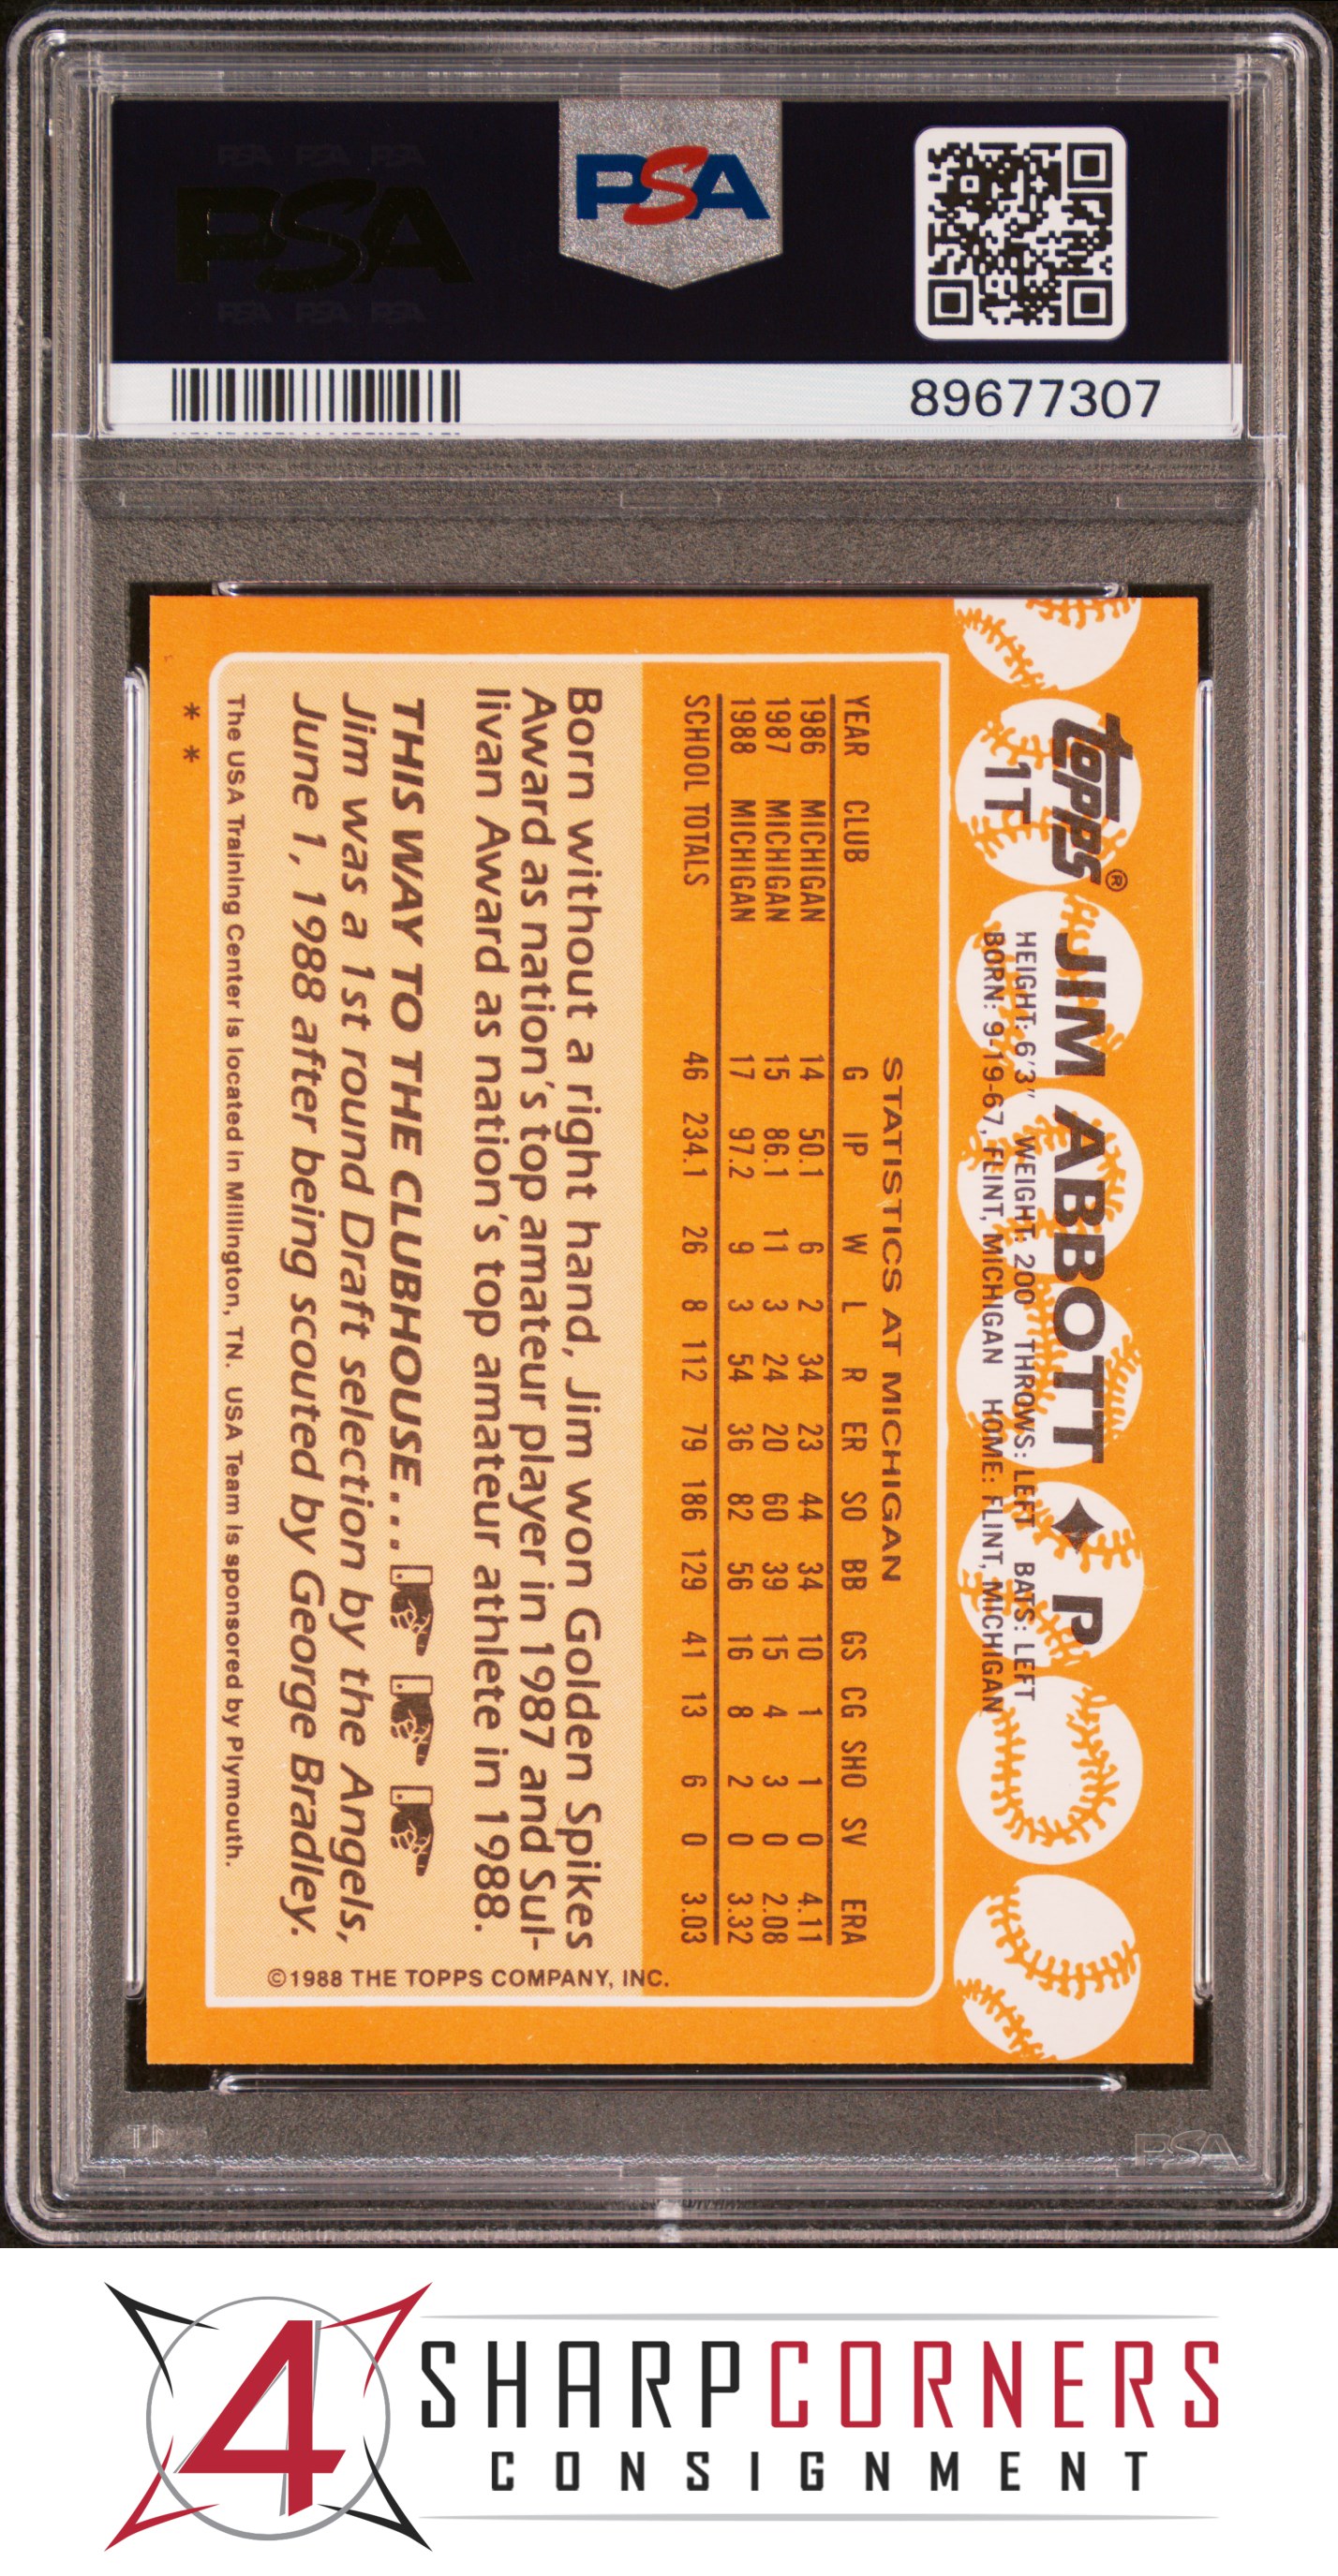 PSA PSA PSA
PSA
PSA PSA PSA
PSA
89677307
topps®
1T
JIM ABBOTT ✦ P
HEIGHT: 6'3" WEIGHT: 200 THROWS: LEFT BATS: LEFT
BORN: 9-19-67, FLINT, MICHIGAN HOME: FLINT, MICHIGAN
STATISTICS AT MICHIGAN
YEAR CLUB G IP W L R ER SO BB GS CG SHO SV ERA
1986 MICHIGAN 14 50.1 6 2 34 23 44 34 10 1 1 0 4.11
1987 MICHIGAN 15 86.1 11 3 24 20 60 39 15 4 3 0 2.08
1988 MICHIGAN 17 97.2 9 3 54 36 82 56 16 8 2 0 3.32
SCHOOL TOTALS 46 234.1 26 8 112 79 186 129 41 13 6 0 3.03
Born without a right hand, Jim won Golden Spikes
Award as nation's top amateur player in 1987 and Sul-
livan Award as nation's top amateur athlete in 1988.
THIS WAY TO THE CLUBHOUSE...
Jim was a 1st round Draft selection by the Angels,
June 1, 1988 after being scouted by George Bradley.
The USA Training Center is located in Millington, TN. USA Team is sponsored by Plymouth.
* *
©1988 THE TOPPS COMPANY, INC.
PSA
4 SHARPCORNERS
CONSIGNMENT